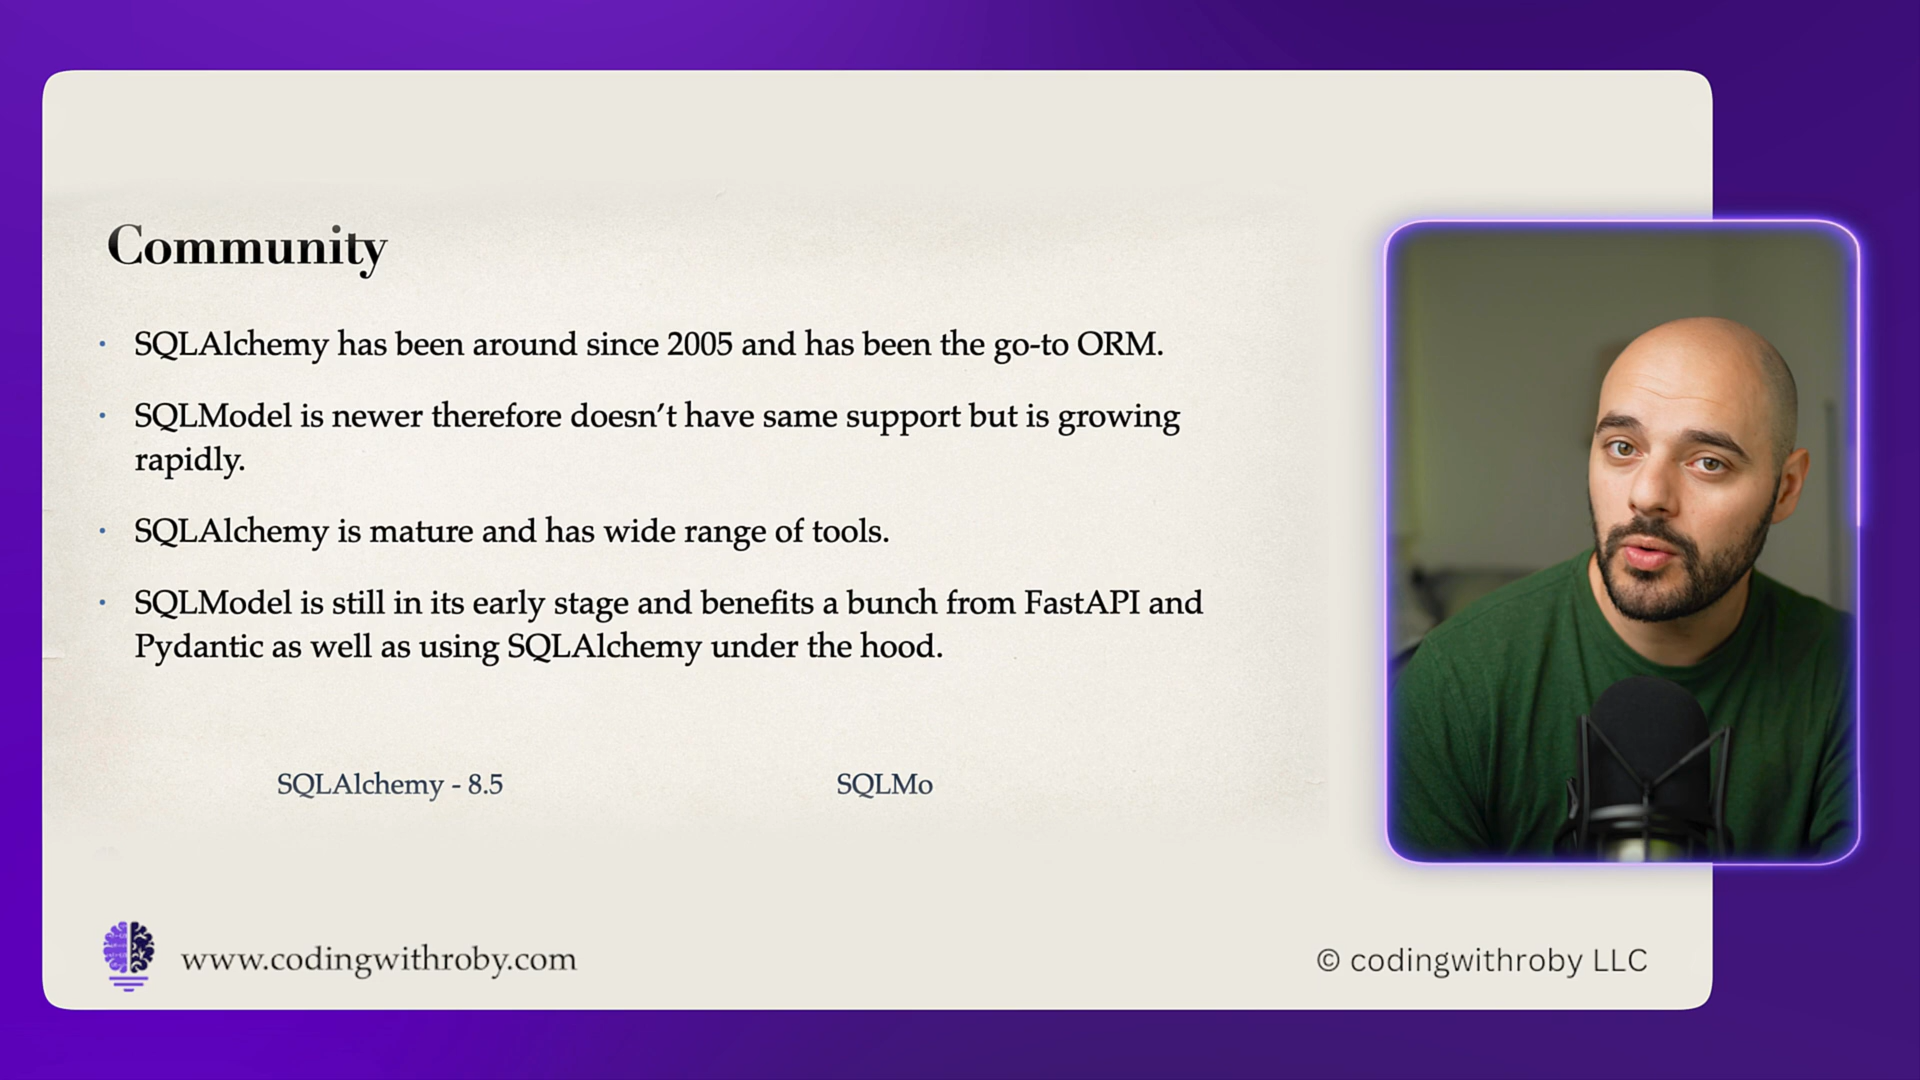 Community
· SQLAlchemy has been around since 2005 and has been the go-to ORM.
· SQLModel is newer therefore doesn’t have same support but is growing
rapidly.
· SQLAlchemy is mature and has wide range of tools.
· SQLModel is still in its early stage and benefits a bunch from FastAPI and
Pydantic as well as using SQLAlchemy under the hood.
SQLAlchemy - 8.5
SQLMo
www.codingwithroby.com
© codingwithroby LLC